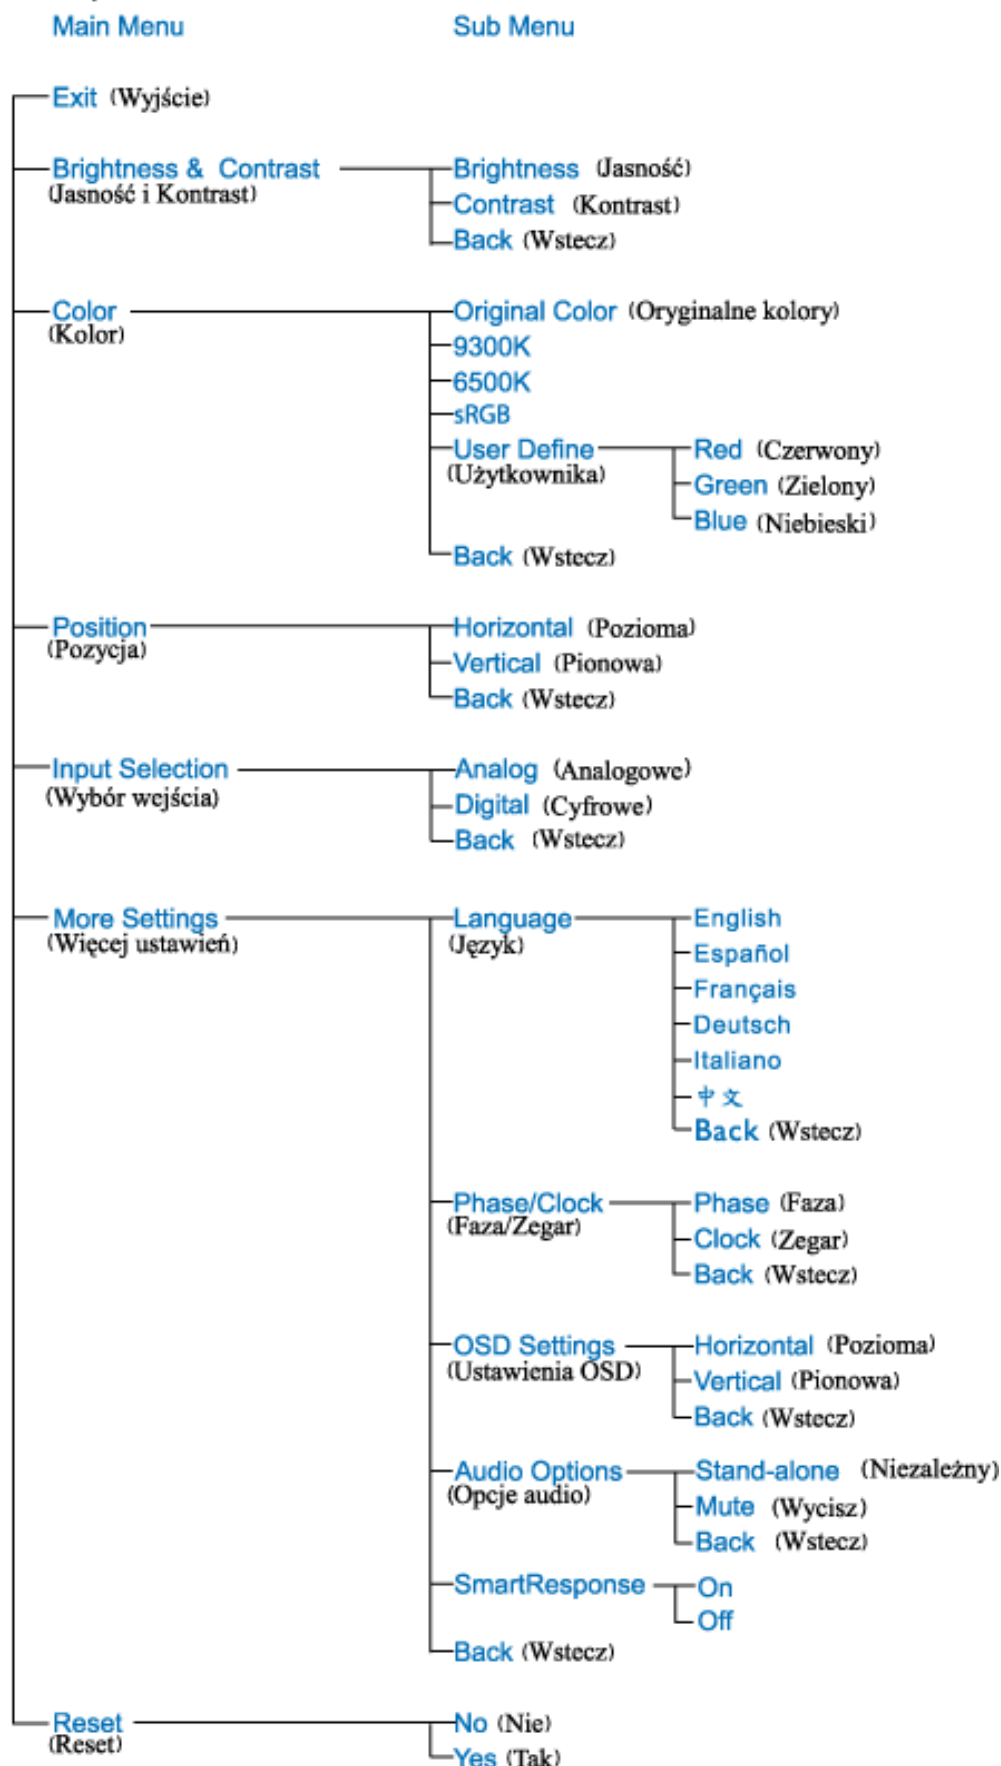 Main Menu Sub Menu
Exit (Wyjście)
Brightness & Contrast Brightness (Jasność)
(Jasność i Kontrast)
Contrast (Kontrast)
Back (Wstecz)
Color Original Color (Oryginalne kolory)
(Kolor)
9300K
6500K
sRGB
User Define Red (Czerwony)
(Użytkownika)
Green (Zielony)
Blue (Niebieski)
Back (Wstecz)
Position Horizontal (Pozioma)
(Pozycja)
Vertical (Pionowa)
Back (Wstecz)
Input Selection Analog (Analogowe)
(Wybór wejścia) Digital (Cyfrowe)
Back (Wstecz)
More Settings Language English
(Więcej ustawień) (Język)
Español
Français
Deutsch
Italiano
中文
Back (Wstecz)
Phase/Clock Phase (Faza)
(Faza/Zegar)
Clock (Zegar)
Back (Wstecz)
OSD Settings Horizontal (Pozioma)
(Ustawienia OSD)
Vertical (Pionowa)
Back (Wstecz)
Audio Options Stand-alone (Niezależny)
(Opcje audio)
Mute (Wycisz)
Back (Wstecz)
SmartResponse On
Off
Back (Wstecz)
Reset No (Nie)
(Reset)
Yes (Tak)